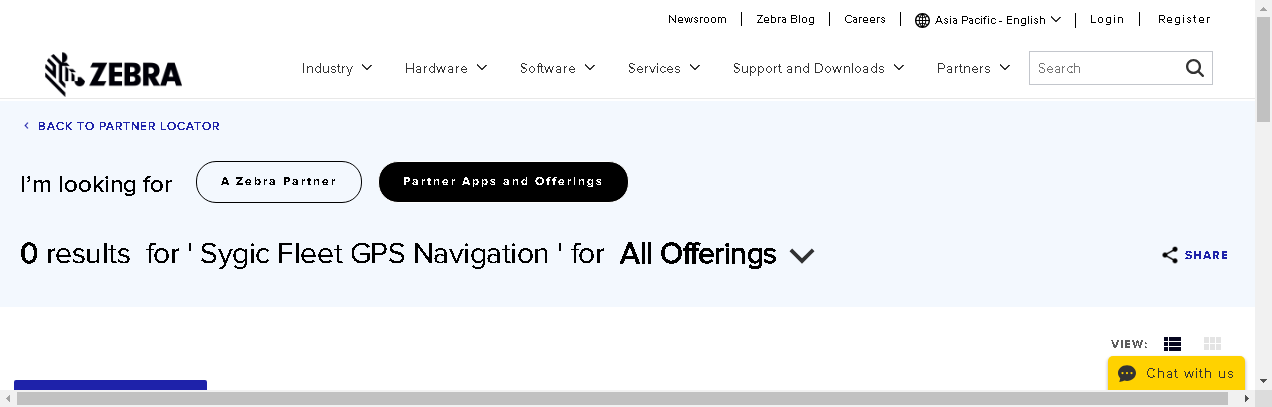 Newsroom Zebra Blog Careers Asia Pacific - English Login Register
ZEBRA Industry Hardware Software Services Support and Downloads Partners Search
BACK TO PARTNER LOCATOR
I'm looking for A Zebra Partner Partner Apps and Offerings
0 results for ' Sygic Fleet GPS Navigation ' for All Offerings
SHARE
VIEW:
Chat with us